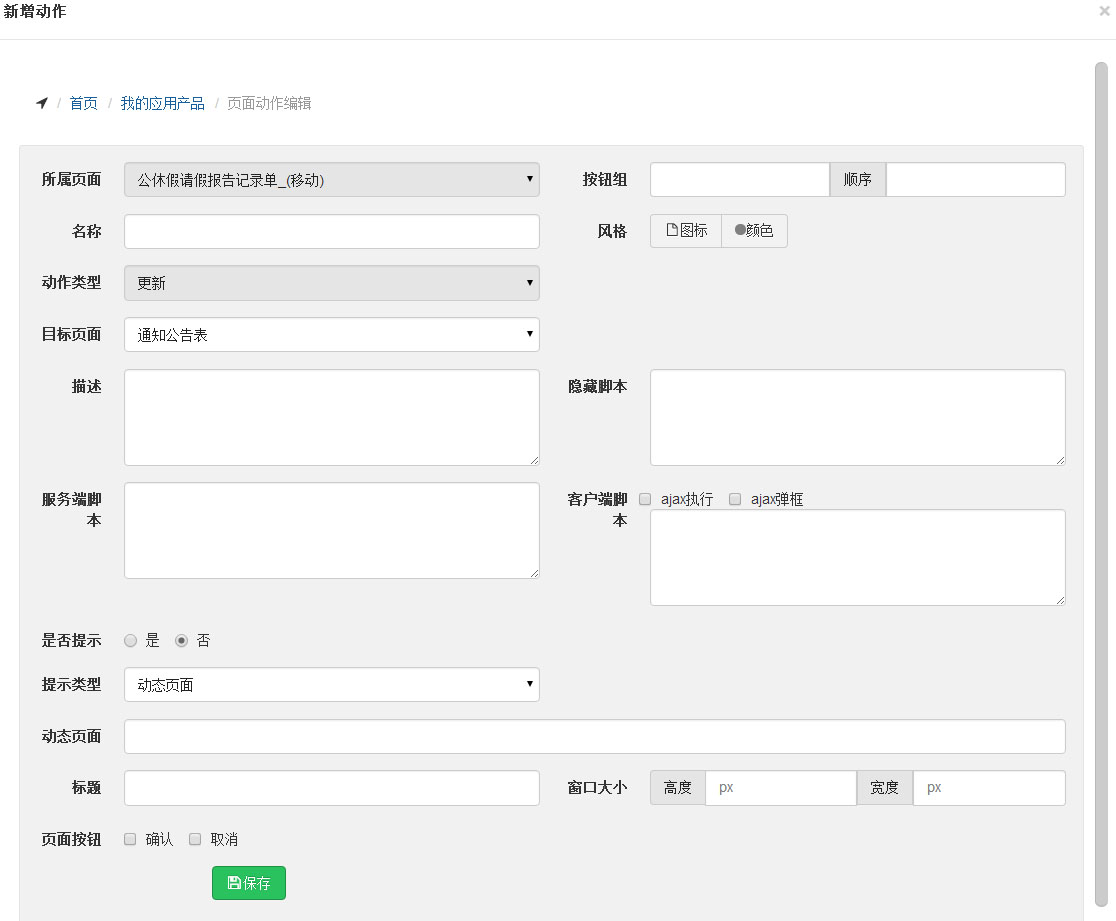 新增动作 ×
/ 首页 / 我的应用产品 / 页面动作编辑
所属页面 公休假请假报告记录单_(移动) 按钮组 顺序
名称 风格 图标 颜色
动作类型 更新
目标页面 通知公告表
描述 隐藏脚本
服务端脚本 客户端脚本 ajax执行 ajax弹框
是否提示 是 否
提示类型 动态页面
动态页面
标题 窗口大小 高度 px 宽度 px
页面按钮 确认 取消
保存